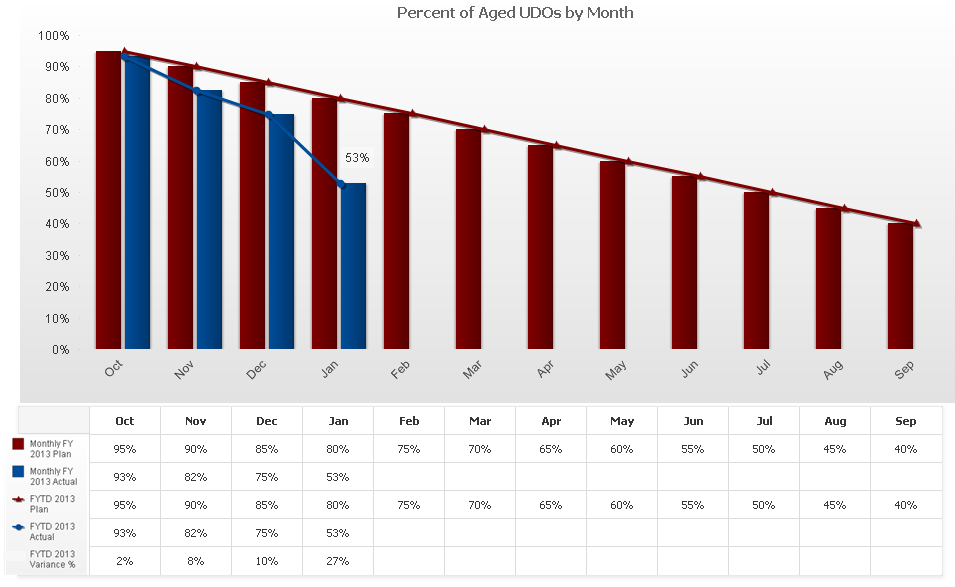 Percent of Aged UDOs by Month
100%
90%
80%
70%
60%
50%
40%
30%
20%
10%
0%
53%
Oct Nov Dec Jan Feb Mar Apr May Jun Jul Aug Sep
Oct Nov Dec Jan Feb Mar Apr May Jun Jul Aug Sep
Monthly FY
2013 Plan
95% 90% 85% 80% 75% 70% 65% 60% 55% 50% 45% 40%
Monthly FY
2013 Actual
93% 82% 75% 53%
FYTD 2013
Plan
95% 90% 85% 80% 75% 70% 65% 60% 55% 50% 45% 40%
FYTD 2013
Actual
93% 82% 75% 53%
FYTD 2013
Variance %
2% 8% 10% 27%